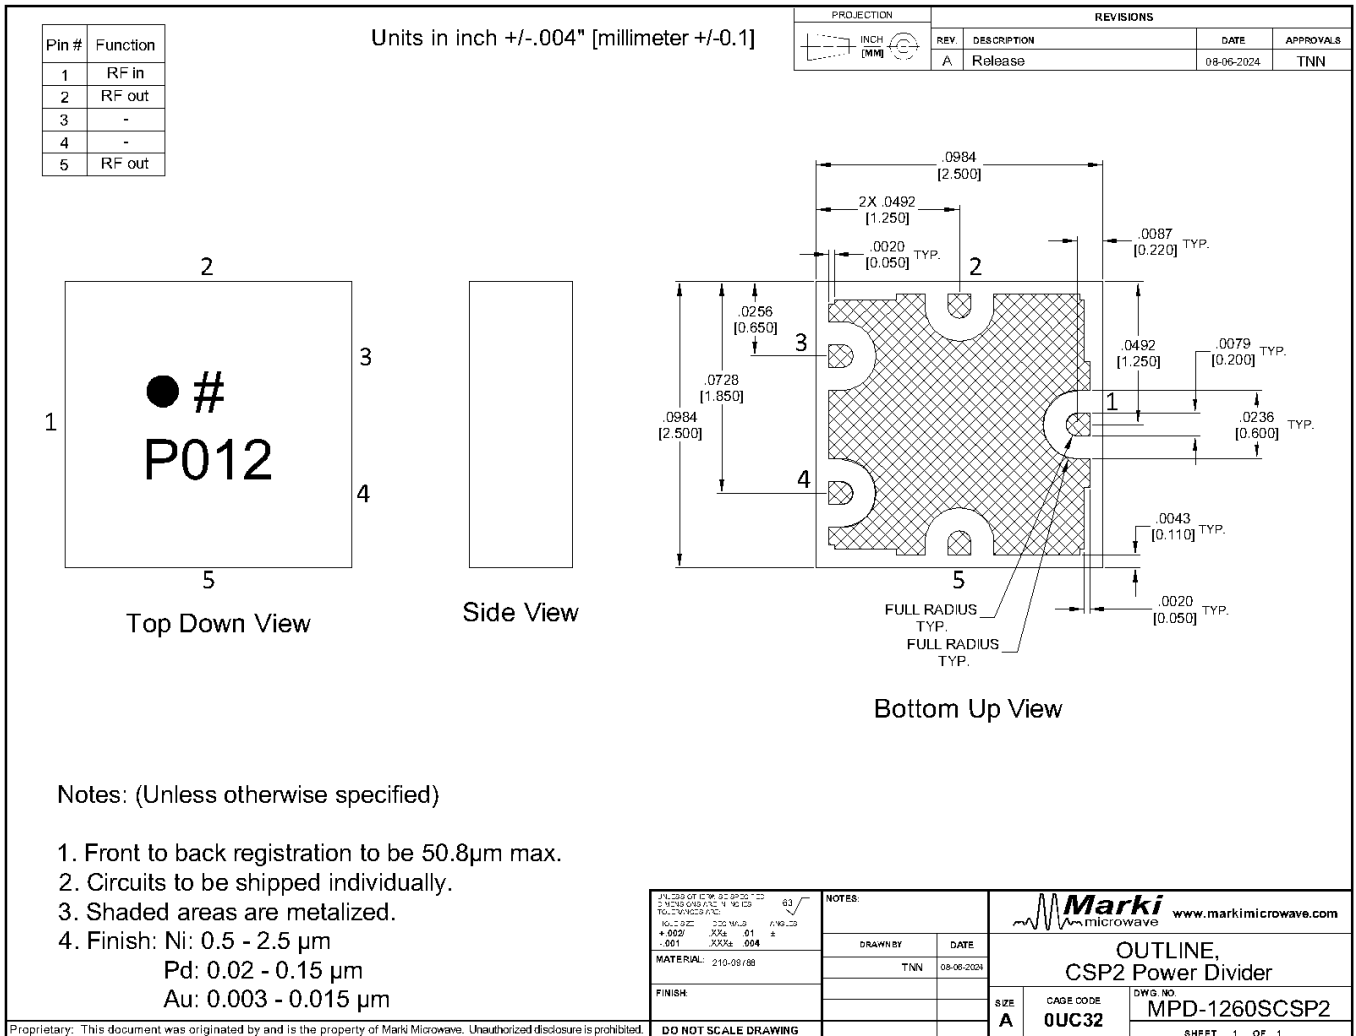 Pin # Function
1 RF in
2 RF out
3 -
4 -
5 RF out
Units in inch +/-.004" [millimeter +/-0.1]
PROJECTION
INCH
[MM]
REVISIONS
REV. DESCRIPTION DATE APPROVALS
A Release 08-06-2024 TNN
.0984
[2.500]
2X .0492
[1.250]
.0020
[0.050] TYP.
.0087
[0.220] TYP.
2
3
4
1
5
.0256
[0.650]
.0728
[1.850]
.0984
[2.500]
.0492
[1.250]
.0079
[0.200] TYP.
.0236
[0.600] TYP.
.0043
[0.110] TYP.
.0020
[0.050] TYP.
FULL RADIUS
TYP.
FULL RADIUS
TYP.
Bottom Up View
2
1
3
4
5
●#
P012
Top Down View
Side View
Notes: (Unless otherwise specified)
1. Front to back registration to be 50.8µm max.
2. Circuits to be shipped individually.
3. Shaded areas are metalized.
4. Finish: Ni: 0.5 - 2.5 µm
Pd: 0.02 - 0.15 µm
Au: 0.003 - 0.015 µm
63
+.002/ .XX± .01 ±
-.001 .XXX± .004
MATERIAL:
FINISH:
DO NOT SCALE DRAWING
NOTES:
DRAWN BY DATE
TNN 08-06-2024
Marki
microwave
www.markimicrowave.com
OUTLINE,
CSP2 Power Divider
SIZE
A
CAGE CODE
0UC32
DWG. NO.
MPD-1260SCSP2
SHEET 1 OF 1
Proprietary: This document was originated by and is the property of Marki Microwave. Unauthorized disclosure is prohibited.